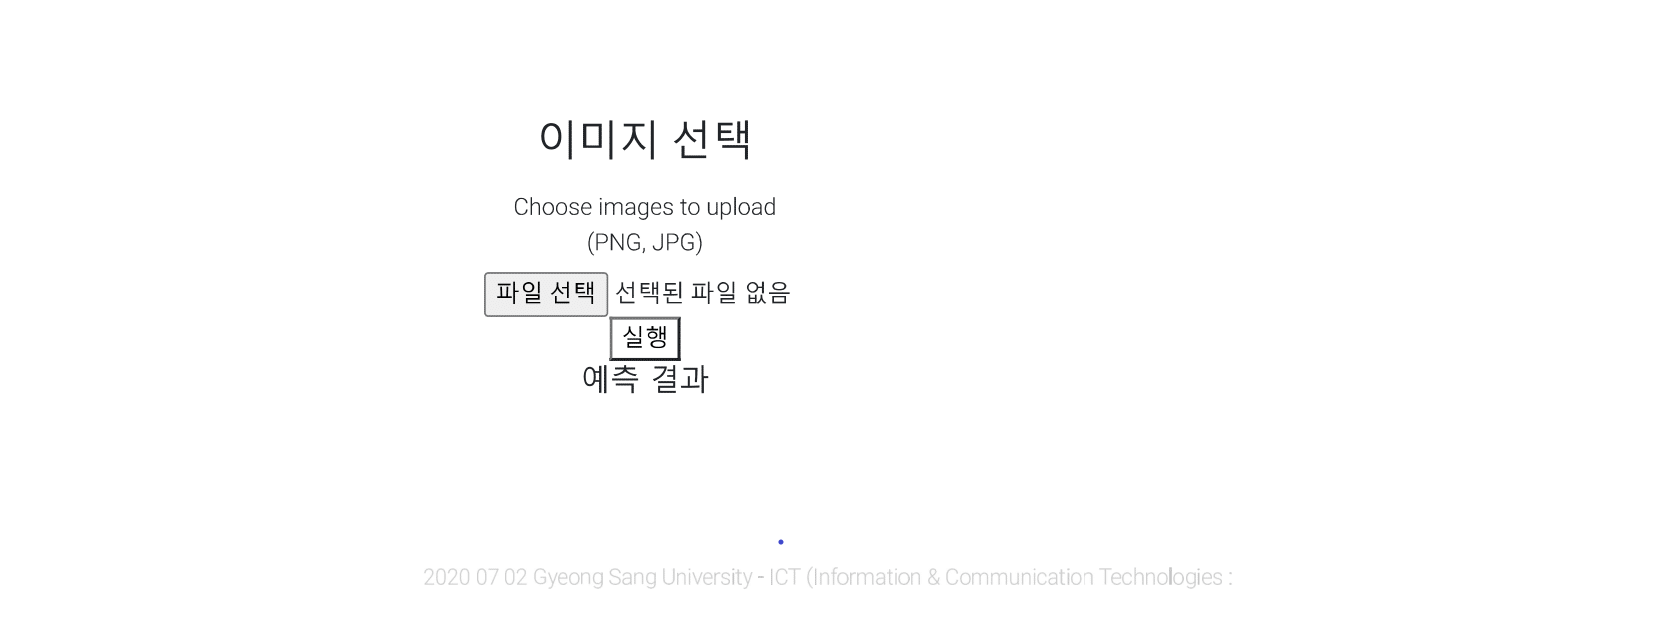 이미지 선택
Choose images to upload
(PNG, JPG)
파일 선택 선택된 파일 없음
실행
예측 결과
2020 07 02 Gyeong Sang University - ICT (Information & Communication Technologies :